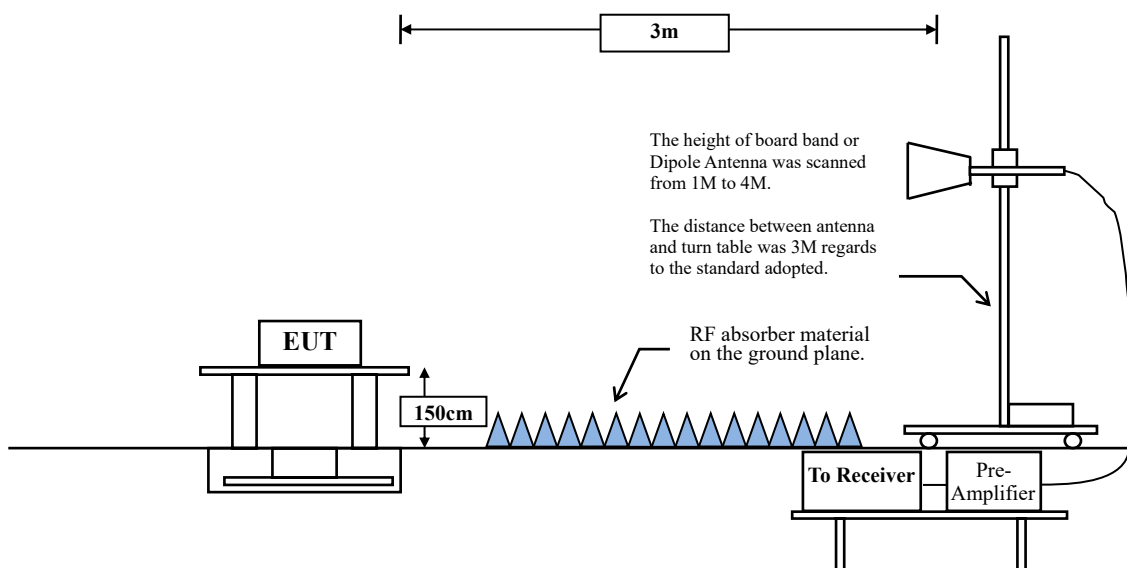 3m
The height of board band or
Dipole Antenna was scanned
from 1M to 4M.
The distance between antenna
and turn table was 3M regards
to the standard adopted.
EUT
RF absorber material
on the ground plane.
150cm
To Receiver
Pre-
Amplifier